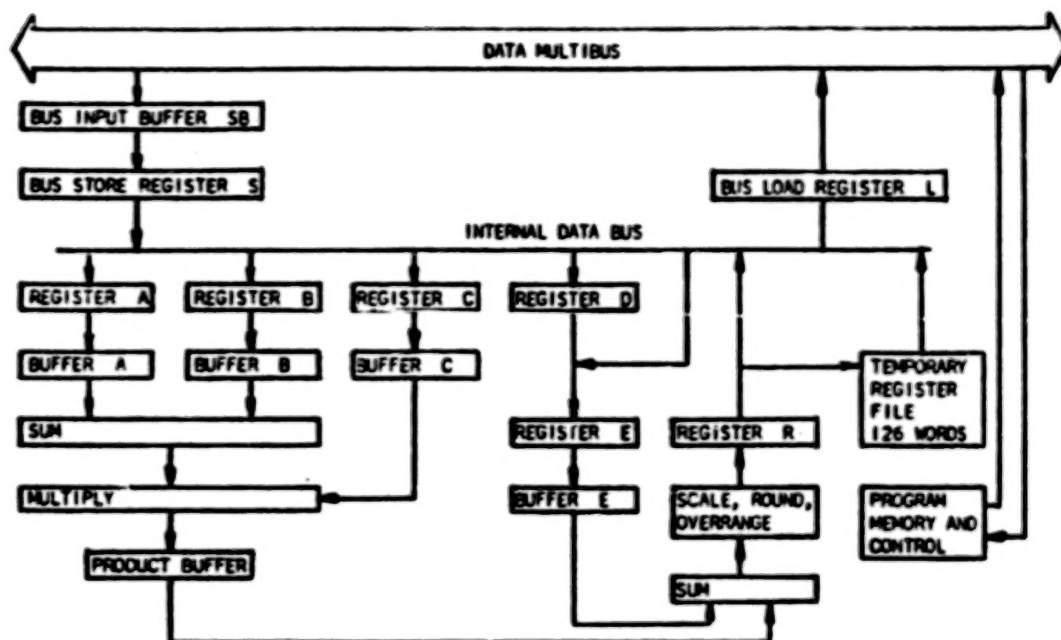 DATA MULTIBUS
BUS INPUT BUFFER SB
BUS STORE REGISTER S
BUS LOAD REGISTER L
INTERNAL DATA BUS
REGISTER A
REGISTER B
REGISTER C
REGISTER D
BUFFER A
BUFFER B
BUFFER C
TEMPORARY
REGISTER
FILE
126 WORDS
SUM
REGISTER E
REGISTER R
MULTIPLY
BUFFER E
SCALE, ROUND,
OVERRANGE
PROGRAM
MEMORY AND
CONTROL
PRODUCT BUFFER
SUM